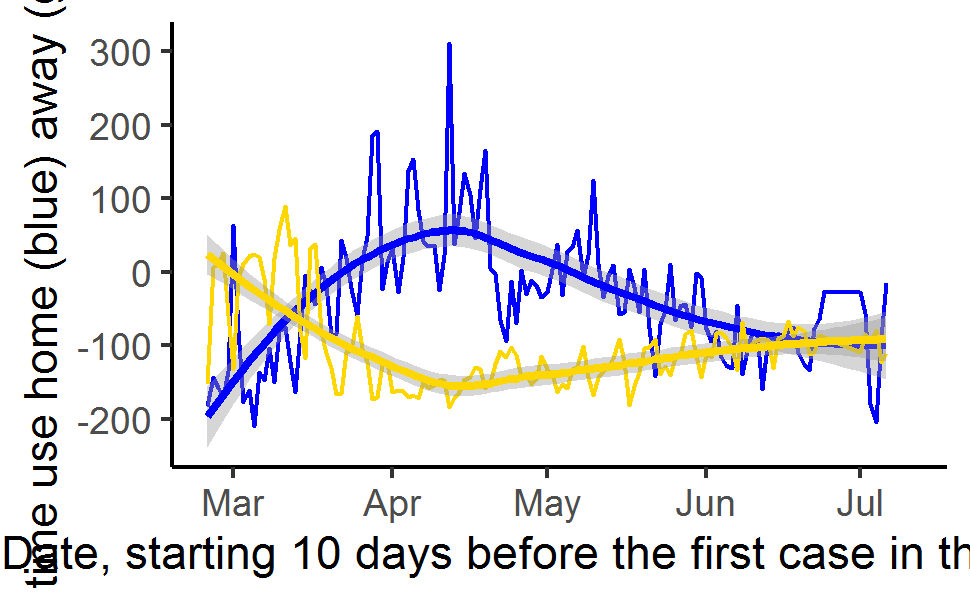 time use home (blue) away (
300
200
100
0
-100
-200
Mar Apr May Jun Jul
Date, starting 10 days before the first case in th